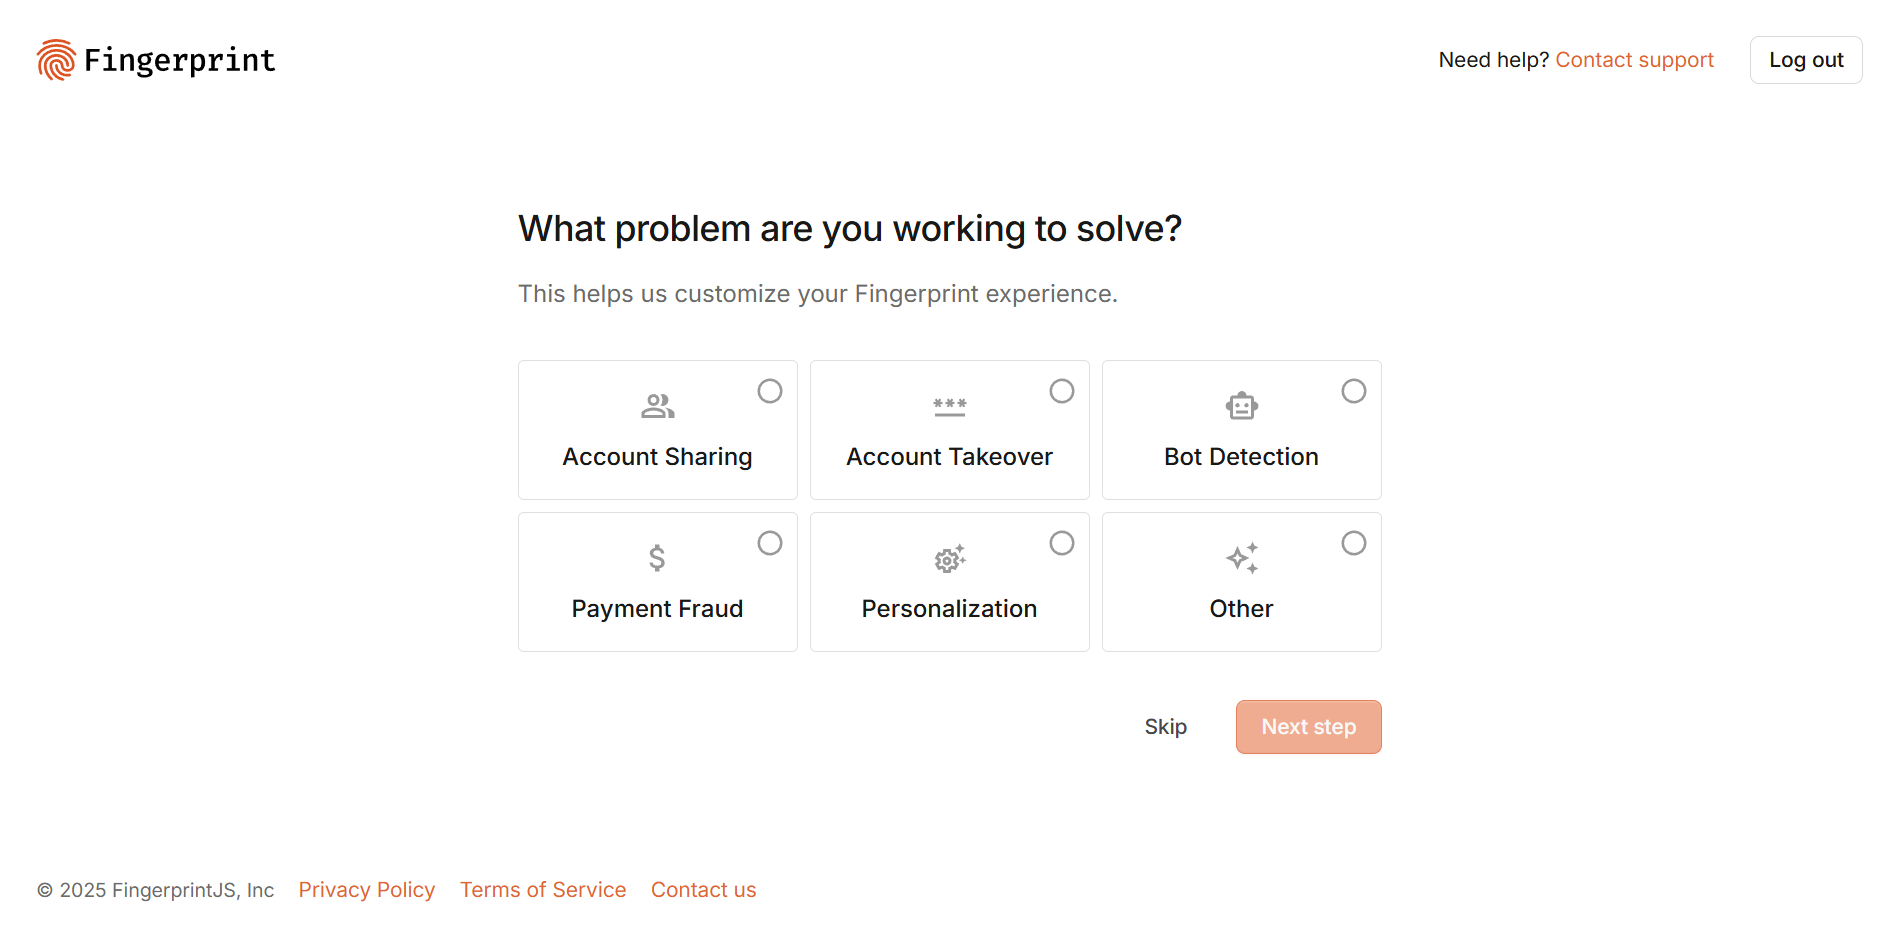 Fingerprint
Need help? Contact support
Log out
What problem are you working to solve?
This helps us customize your Fingerprint experience.
Account Sharing
Account Takeover
Bot Detection
Payment Fraud
Personalization
Other
Skip
Next step
© 2025 FingerprintJS, Inc
Privacy Policy
Terms of Service
Contact us